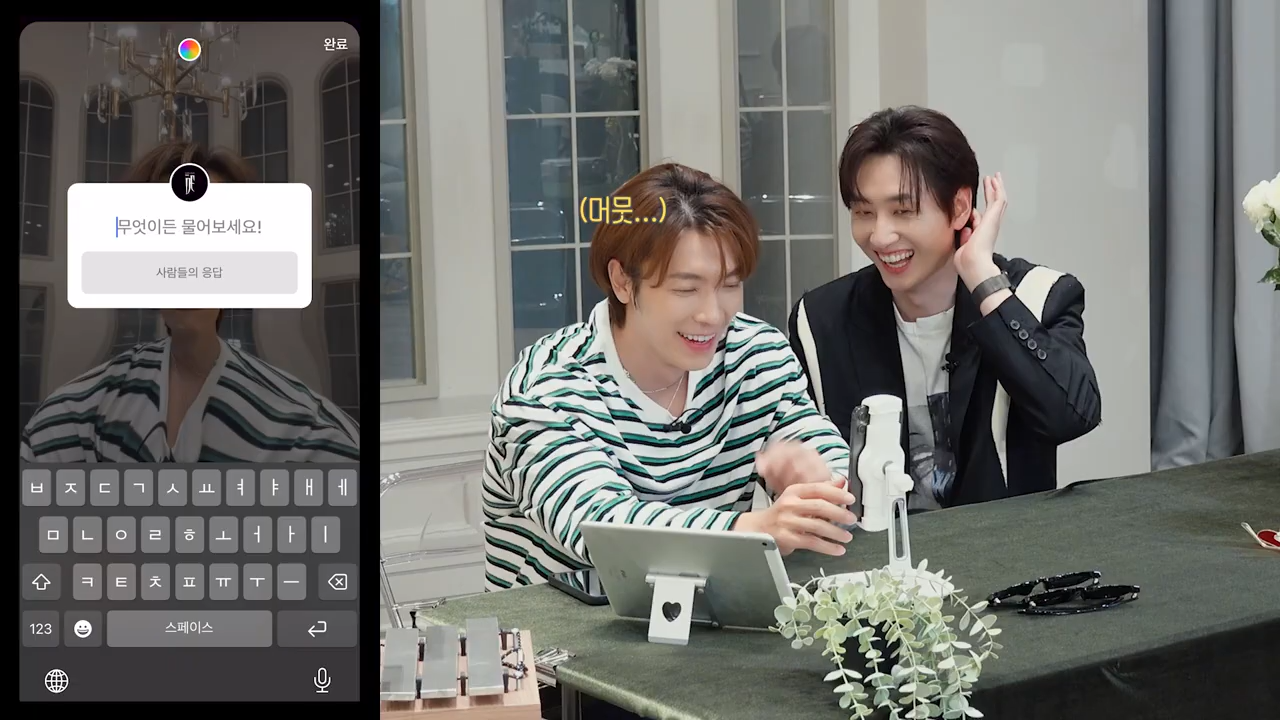 완료
무엇이든 물어보세요!
사람들의 응답
ㅂ ㅈ ㄷ ㄱ ㅅ ㅛ ㅕ ㅑ ㅐ ㅔ
ㅁ ㄴ ㅇ ㄹ ㅎ ㅗ ㅓ ㅏ ㅣ
ㅋ ㅌ ㅊ ㅍ ㅠ ㅜ ㅡ
123 스페이스
(머뭇...)